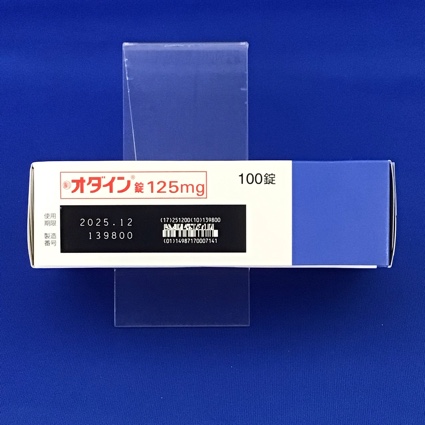 オダイン®錠125mg
100錠
使用
期限
2025.12
製造
番号
139800
(17)251200(10)139800
(01)14987170007141